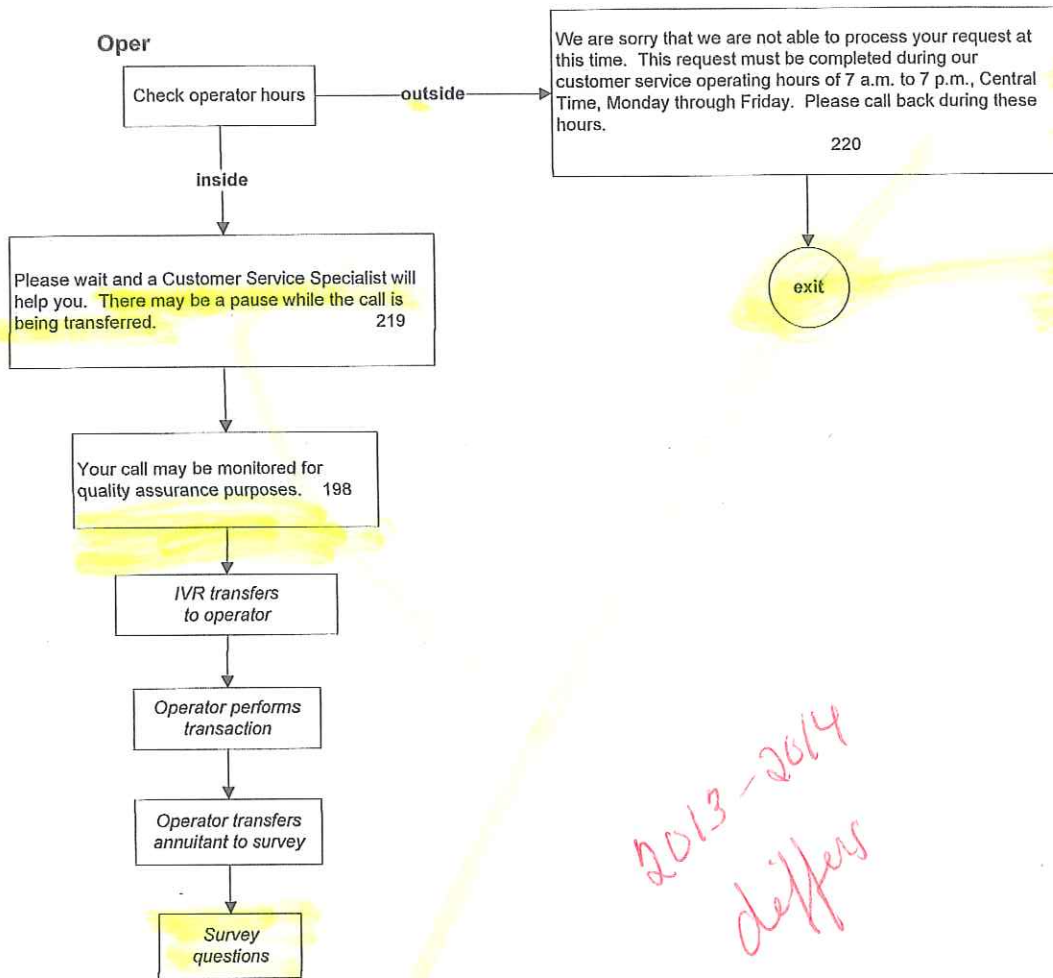 Oper
Check operator hours
outside
We are sorry that we are not able to process your request at
this time. This request must be completed during our
customer service operating hours of 7 a.m. to 7 p.m., Central
Time, Monday through Friday. Please call back during these
hours.
220
inside
exit
Please wait and a Customer Service Specialist will
help you. There may be a pause while the call is
being transferred. 219
Your call may be monitored for
quality assurance purposes. 198
IVR transfers
to operator
Operator performs
transaction
Operator transfers
annuitant to survey
Survey
questions
2013-2014
differs